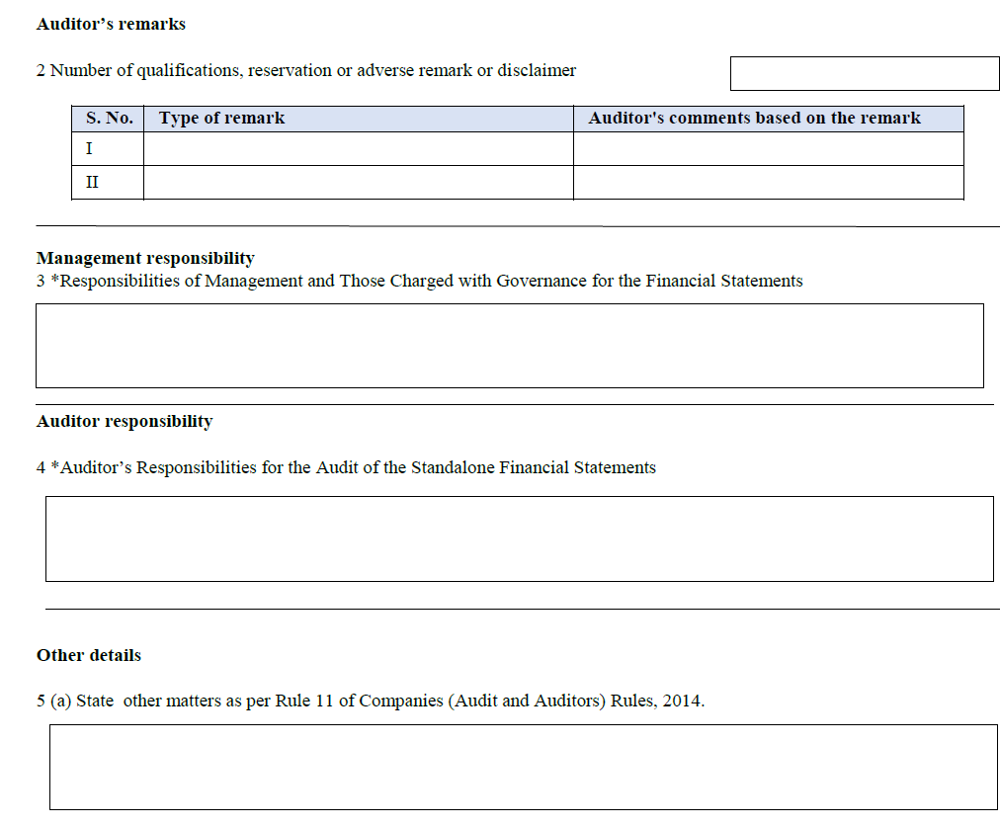 Auditor’s remarks
2 Number of qualifications, reservation or adverse remark or disclaimer
S. No. Type of remark Auditor's comments based on the remark
I
II
Management responsibility
3 *Responsibilities of Management and Those Charged with Governance for the Financial Statements
Auditor responsibility
4 *Auditor’s Responsibilities for the Audit of the Standalone Financial Statements
Other details
5 (a) State  other matters as per Rule 11 of Companies (Audit and Auditors) Rules, 2014.